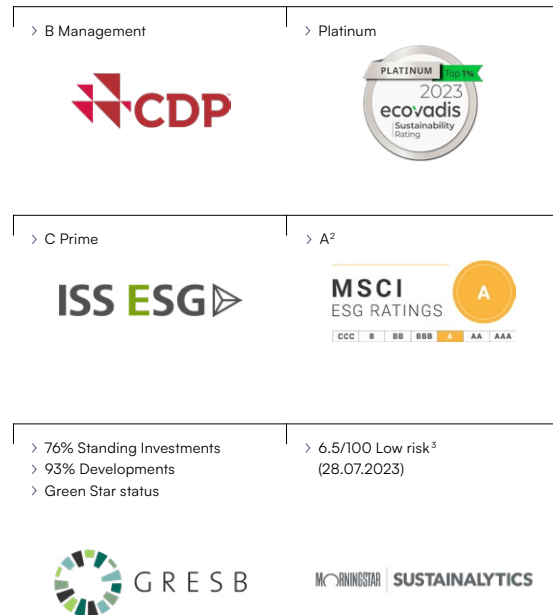 › B Management
CDP
› Platinum
PLATINUM Top 1%
2023
ecovadis
Sustainability
Rating
› C Prime
ISS ESG
› A²
MSCI
ESG RATINGS
A
CCC B BB BBB A AA AAA
› 76% Standing Investments
› 93% Developments
› Green Star status
GRESB
› 6.5/100 Low risk³
(28.07.2023)
MORNINGSTAR | SUSTAINALYTICS